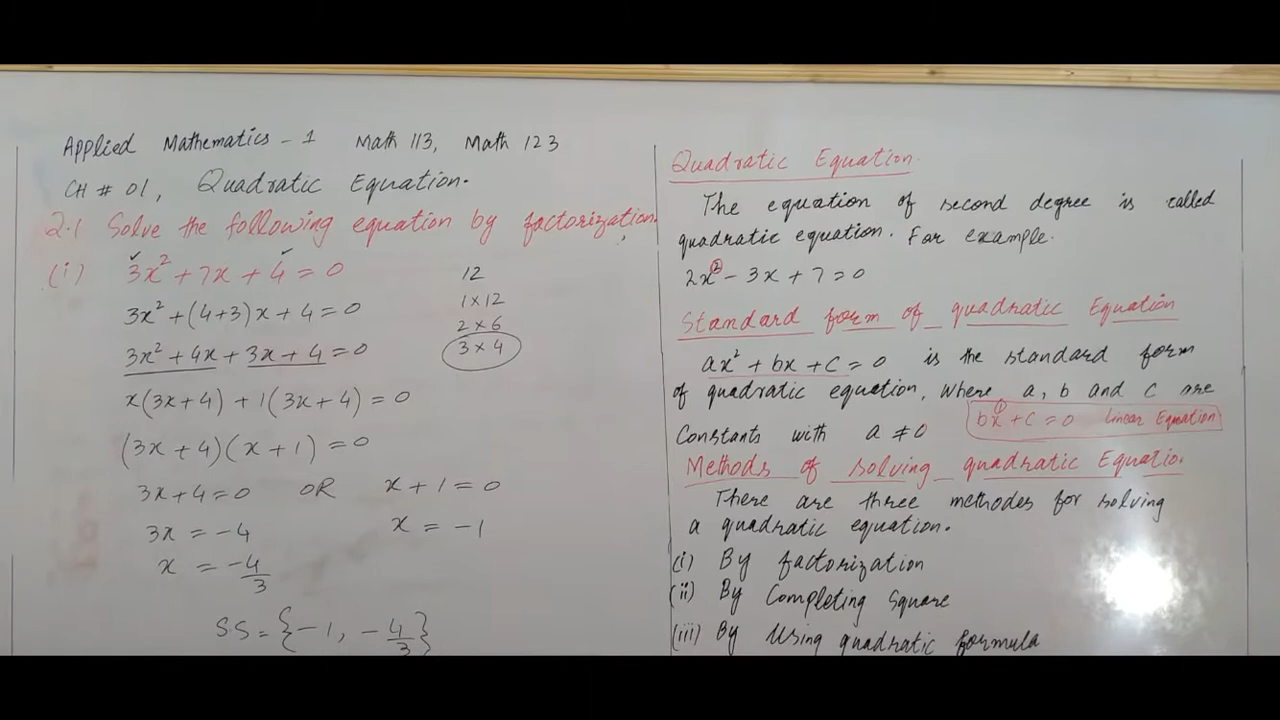 Applied Mathematics - 1 Math 113, Math 123
CH # 01, Quadratic Equation.
2.1 Solve the following equation by factorization.
(i) 3x² + 7x + 4 = 0
3x² + (4+3)x + 4 = 0
3x² + 4x + 3x + 4 = 0
x(3x+4) + 1(3x+4) = 0
(3x+4)(x+1) = 0
3x+4=0 OR x+1=0
3x = -4 x = -1
x = -4/3
SS = {-1, -4/3}
12
1 x 12
2 x 6
3 x 4
Quadratic Equation.
The equation of second degree is called
quadratic equation. For example.
2x² - 3x + 7 = 0
Standard form of quadratic Equation
ax² + bx + c = 0 is the standard form
of quadratic equation, Where a, b and c are
Constants with a ≠ 0
bx¹ + c = 0 Linear Equation
Methods of solving quadratic Equatio.
There are three methodes for solving
a quadratic equation.
(i) By factorization
(ii) By Completing Square
(iii) By Using quadratic formula